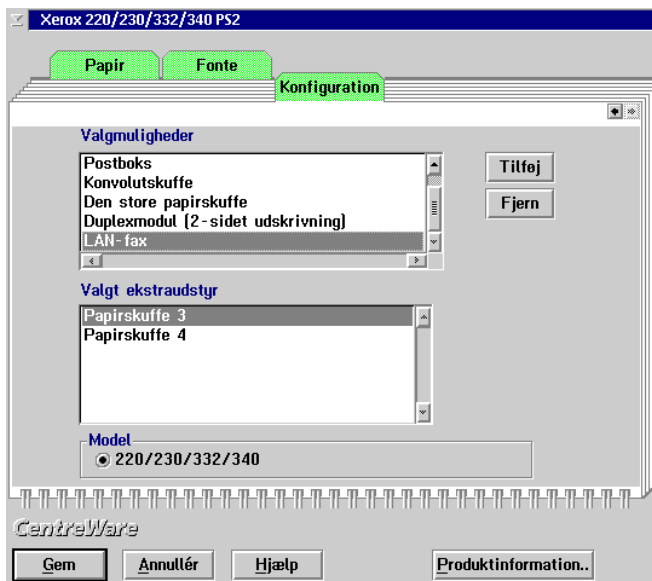 Xerox 220/230/332/340 PS2
Papir
Fonte
Konfiguration
Valgmuligheder
Postboks
Konvolutskuffe
Den store papirskuffe
Duplexmodul (2-sidet udskrivning)
LAN-fax
Tilføj
Fjern
Valgt ekstraudstyr
Papirskuffe 3
Papirskuffe 4
Model
220/230/332/340
CentreWare
Gem
Annullér
Hjælp
Produktinformation..